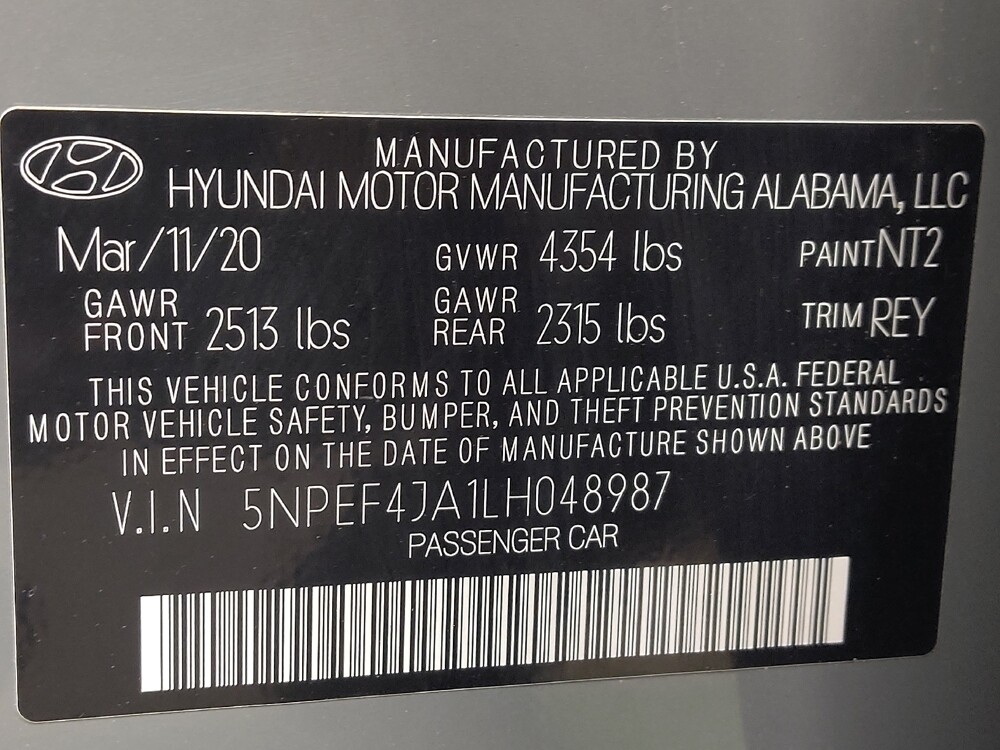 MANUFACTURED BY
HYUNDAI MOTOR MANUFACTURING ALABAMA, LLC
Mar/11/20 GVWR 4354 lbs PAINT NT2
GAWR FRONT 2513 lbs GAWR REAR 2315 lbs TRIM REY
THIS VEHICLE CONFORMS TO ALL APPLICABLE U.S.A. FEDERAL
MOTOR VEHICLE SAFETY, BUMPER, AND THEFT PREVENTION STANDARDS
IN EFFECT ON THE DATE OF MANUFACTURE SHOWN ABOVE
V.I.N 5NPEF4JA1LH048987
PASSENGER CAR